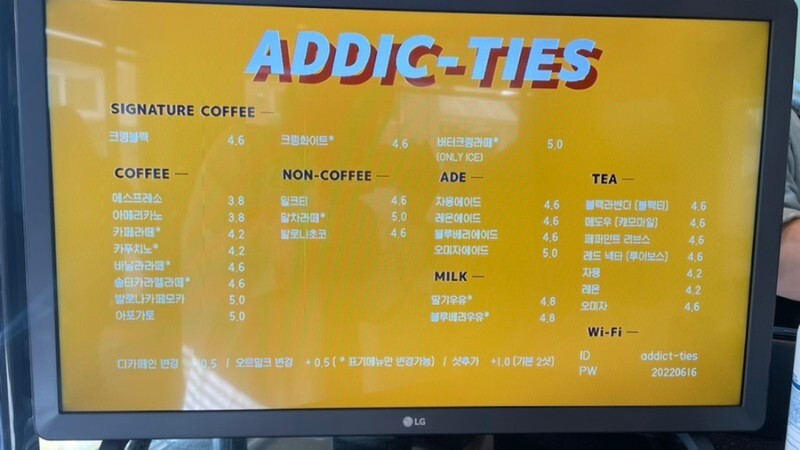 ADDIC-TIES
SIGNATURE COFFEE —
크림블랙 4.6
크림화이트* 4.6
버터크림라떼* 5.0
(ONLY ICE)
COFFEE —
에스프레소 3.8
아메리카노 3.8
카페라떼* 4.2
카푸치노* 4.2
바닐라라떼* 4.6
솔티카라멜라떼* 4.6
발로나카페모카 5.0
아포가토 5.0
NON-COFFEE —
밀크티 4.6
말차라떼* 5.0
발로나초코 4.6
ADE —
자몽에이드 4.6
레몬에이드 4.6
블루베리에이드 4.6
오미자에이드 5.0
MILK —
딸기우유* 4.8
블루베리우유* 4.8
TEA —
블랙라벤더 (블랙티) 4.6
메도우 (캐모마일) 4.6
페퍼민트 리브스 4.6
레드 넥타 (루이보스) 4.6
자몽 4.2
레몬 4.2
오미자 4.6
Wi-Fi —
ID addict-ties
PW 20220616
디카페인 변경 +0.5 / 오트밀크 변경 +0.5 (* 표기메뉴만 변경가능) / 샷추가 +1.0 (기본 2샷)
LG